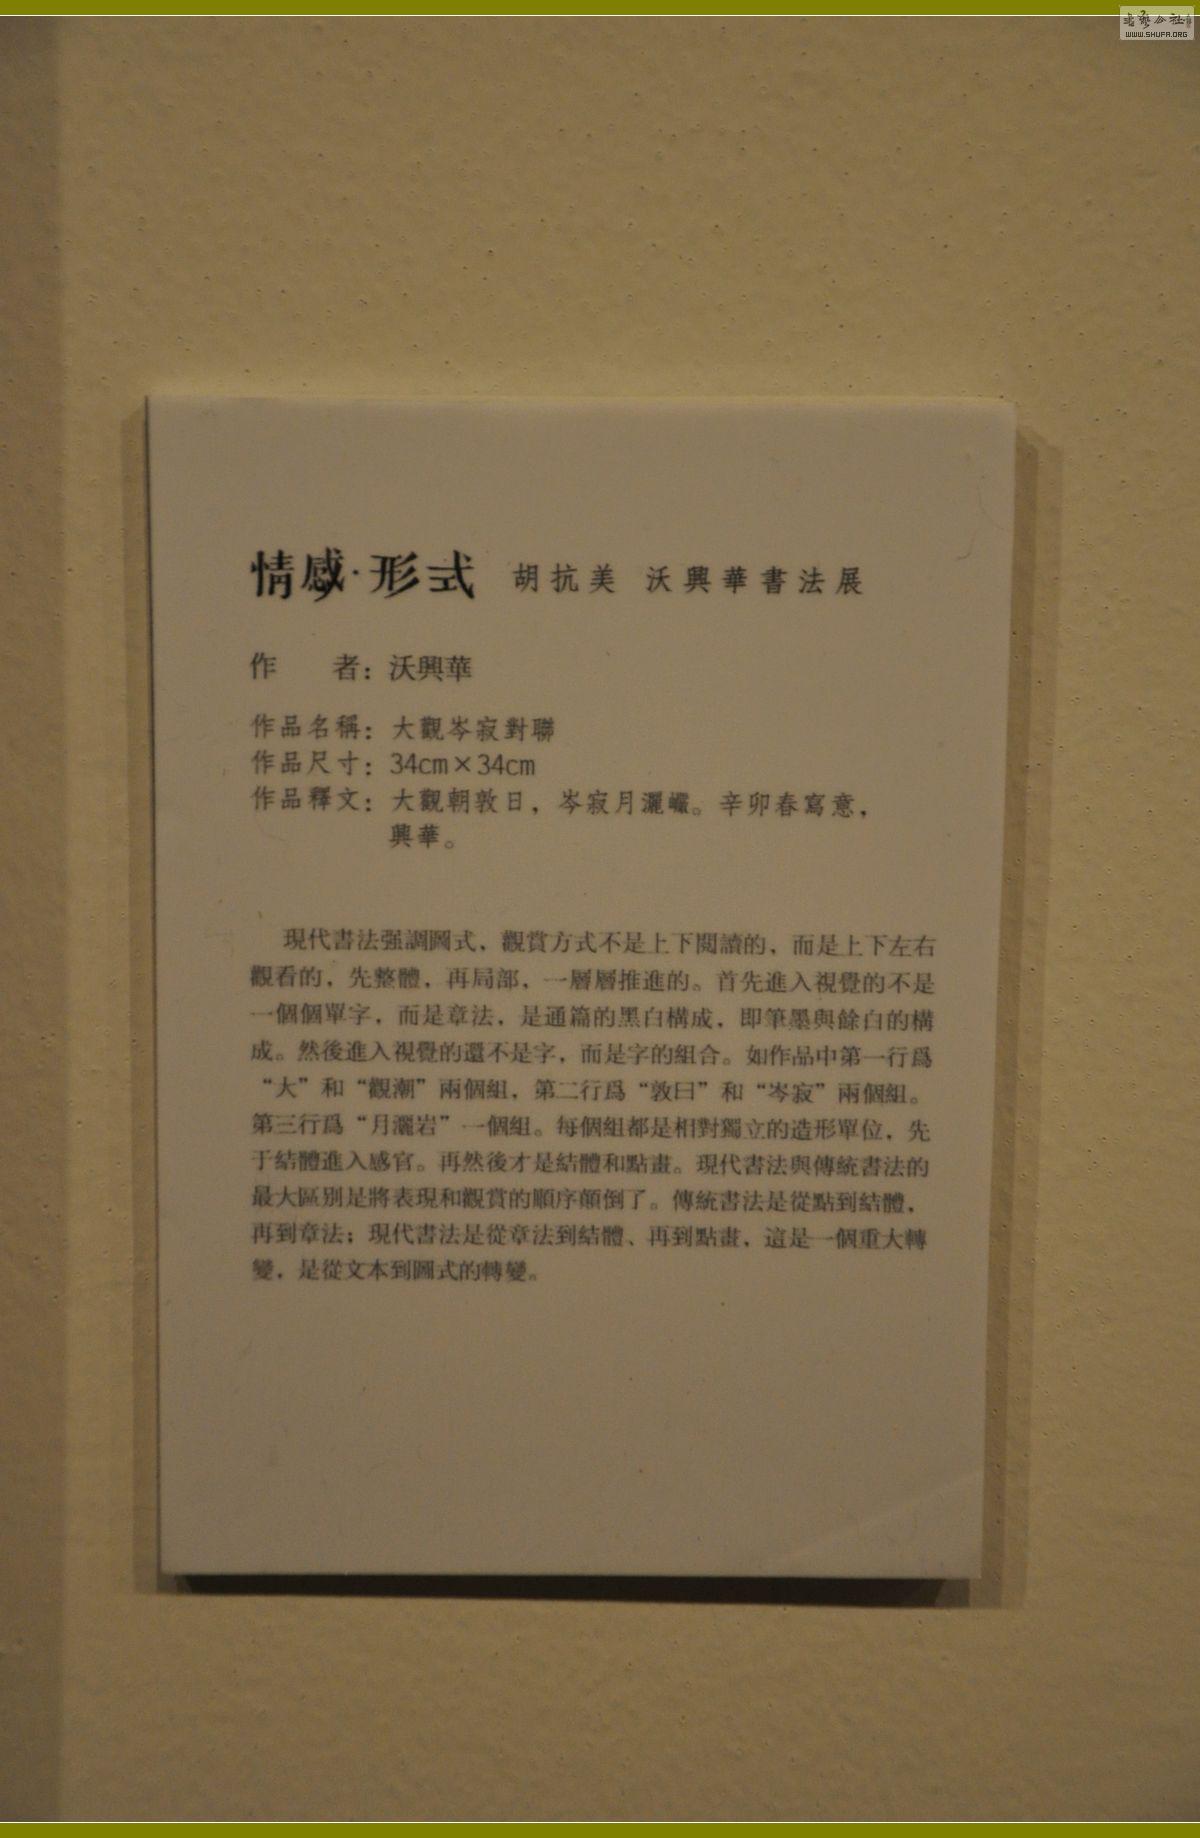 書藝公社
WWW.SHUFA.ORG
情感·形式 胡抗美 沃興華書法展
作 者：沃興華
作品名稱：大觀岑寂對聯
作品尺寸：34cm×34cm
作品釋文：大觀朝敦日，岑寂月灑巉。辛卯春寫意，
興華。
現代書法强調圖式，觀賞方式不是上下閲讀的，而是上下左右
觀看的，先整體，再局部，一層層推進的。首先進入視覺的不是
一個個單字，而是章法，是通篇的黑白構成，即筆墨與餘白的構
成。然後進入視覺的還不是字，而是字的組合。如作品中第一行爲
“大”和“觀潮”兩個組，第二行爲“敦曰”和“岑寂”兩個組。
第三行爲“月灑岩”一個組。每個組都是相對獨立的造形單位，先
于結體進入感官。再然後才是結體和點畫。現代書法與傳統書法的
最大區别是將表現和觀賞的順序顛倒了。傳統書法是從點到結體，
再到章法；現代書法是從章法到結體、再到點畫，這是一個重大轉
變，是從文本到圖式的轉變。